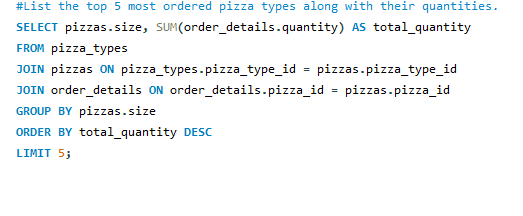 #List the top 5 most ordered pizza types along with their quantities.
SELECT pizzas.size, SUM(order_details.quantity) AS total_quantity
FROM pizza_types
JOIN pizzas ON pizza_types.pizza_type_id = pizzas.pizza_type_id
JOIN order_details ON order_details.pizza_id = pizzas.pizza_id
GROUP BY pizzas.size
ORDER BY total_quantity DESC
LIMIT 5;